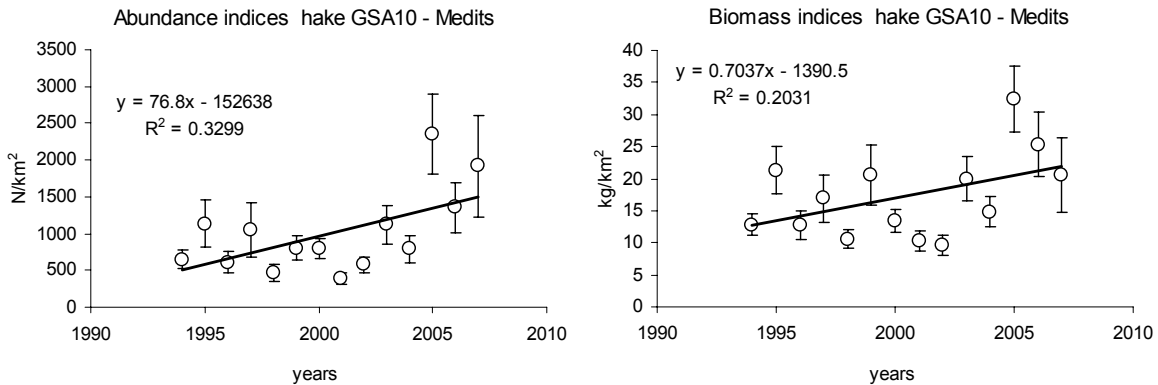 Abundance indices hake GSA10 - Medits
3500
3000
2500
2000
1500
1000
500
0
N/km²
y = 76.8x - 152638
R² = 0.3299
1990 1995 2000 2005 2010
years
Biomass indices hake GSA10 - Medits
40
35
30
25
20
15
10
5
0
kg/km²
y = 0.7037x - 1390.5
R² = 0.2031
1990 1995 2000 2005 2010
years